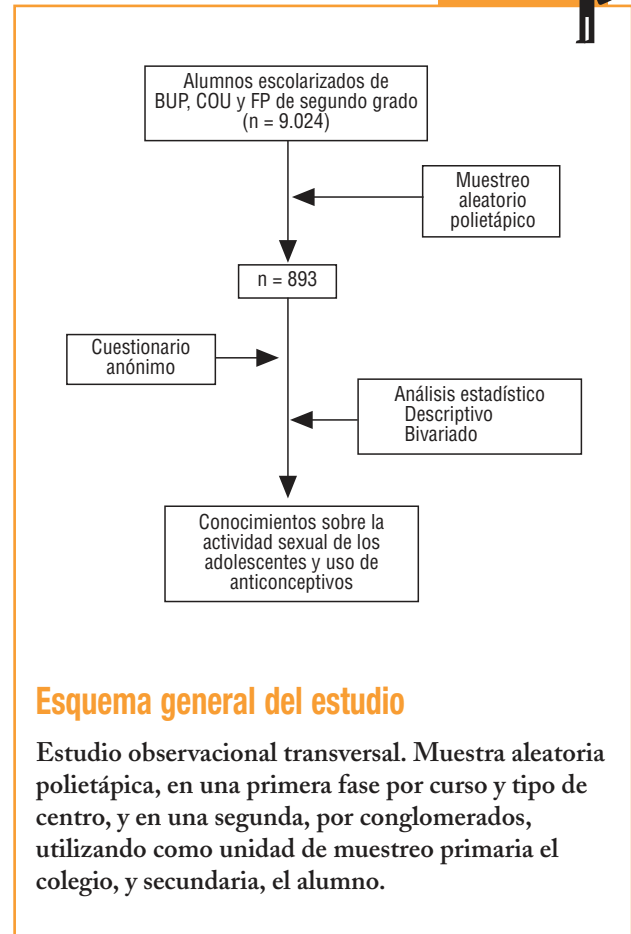 Alumnos escolarizados de
BUP, COU y FP de segundo grado
(n = 9.024)
Muestreo
aleatorio
polietápico
n = 893
Cuestionario
anónimo
Análisis estadístico
Descriptivo
Bivariado
Conocimientos sobre la
actividad sexual de los
adolescentes y uso de
anticonceptivos
Esquema general del estudio
Estudio observacional transversal. Muestra aleatoria
polietápica, en una primera fase por curso y tipo de
centro, y en una segunda, por conglomerados,
utilizando como unidad de muestreo primaria el
colegio, y secundaria, el alumno.